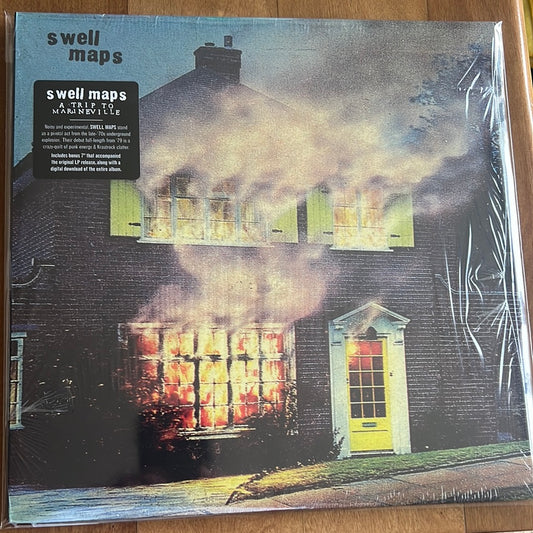 swell
maps
swell maps
A TRIP TO
MARINEVILLE
Noisy and experimental, SWELL MAPS stand
as a pivotal act from the late-'70s underground
explosion. Their debut full-length from '79 is a
crazy-quilt of punk energy & Krautrock clatter.
Includes bonus 7" that accompanied
the original LP release, along with a
digital download of the entire album.